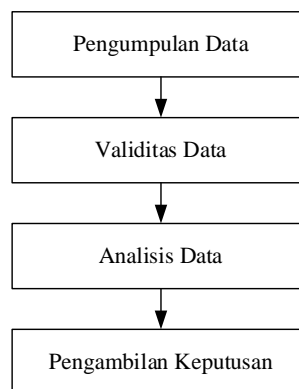 Pengumpulan Data
Validitas Data
Analisis Data
Pengambilan Keputusan